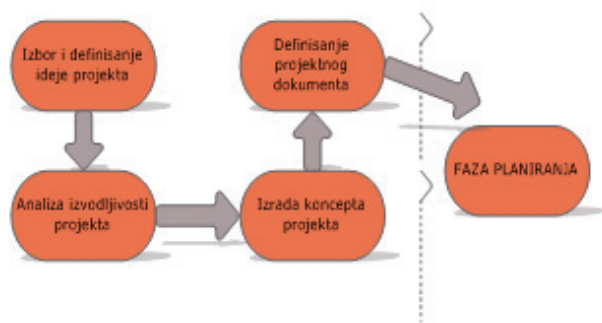 Izbor i definisanje
ideje projekta
Analiza izvodljivosti
projekta
Izrada koncepta
projekta
Definisanje
projektnog
dokumenta
FAZA PLANIRANJA